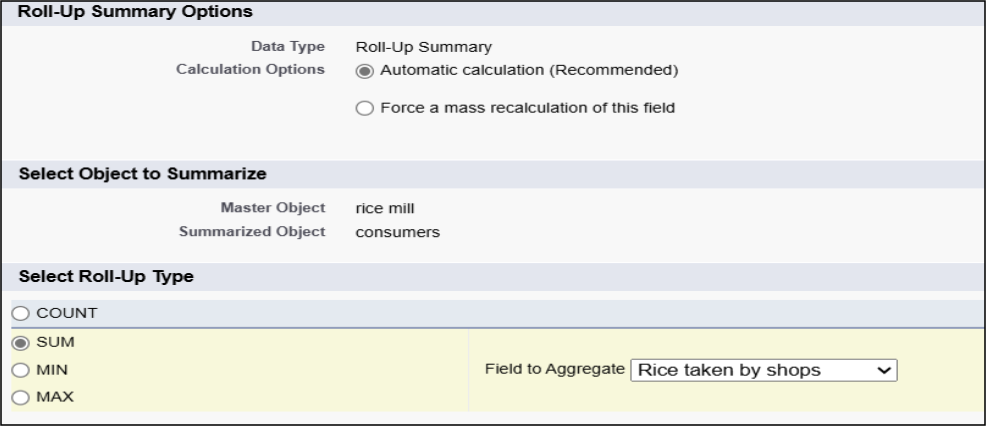 Roll-Up Summary Options
Data Type Roll-Up Summary
Calculation Options Automatic calculation (Recommended)
Force a mass recalculation of this field
Select Object to Summarize
Master Object rice mill
Summarized Object consumers
Select Roll-Up Type
COUNT
SUM
MIN Field to Aggregate Rice taken by shops
MAX